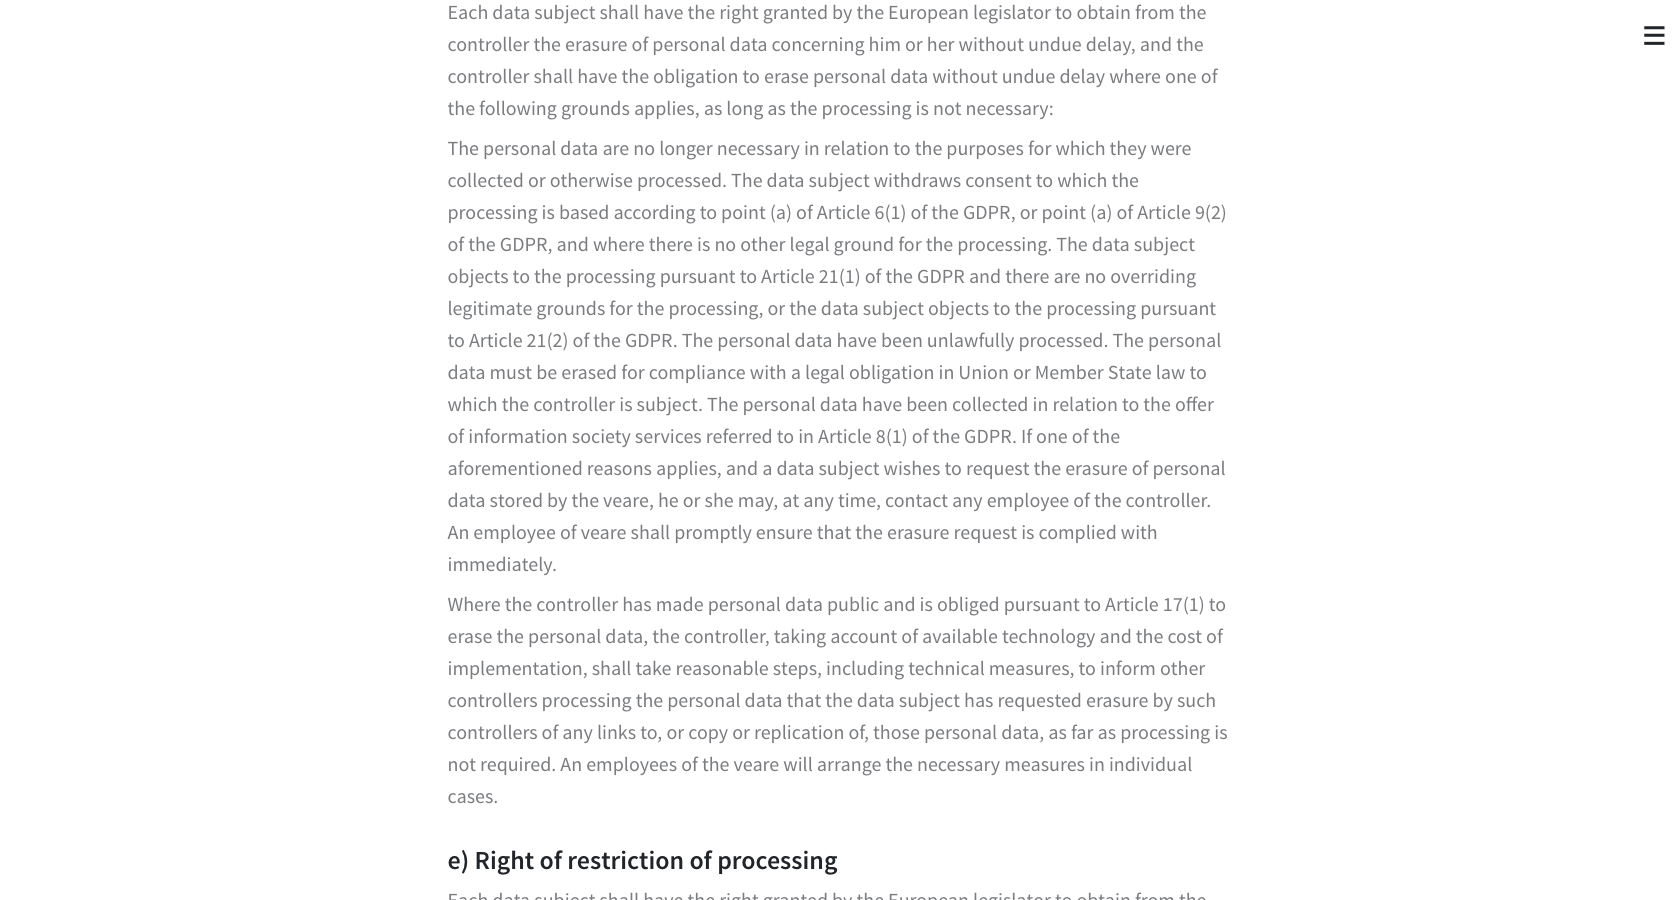 Each data subject shall have the right granted by the European legislator to obtain from the
controller the erasure of personal data concerning him or her without undue delay, and the
controller shall have the obligation to erase personal data without undue delay where one of
the following grounds applies, as long as the processing is not necessary:
The personal data are no longer necessary in relation to the purposes for which they were
collected or otherwise processed. The data subject withdraws consent to which the
processing is based according to point (a) of Article 6(1) of the GDPR, or point (a) of Article 9(2)
of the GDPR, and where there is no other legal ground for the processing. The data subject
objects to the processing pursuant to Article 21(1) of the GDPR and there are no overriding
legitimate grounds for the processing, or the data subject objects to the processing pursuant
to Article 21(2) of the GDPR. The personal data have been unlawfully processed. The personal
data must be erased for compliance with a legal obligation in Union or Member State law to
which the controller is subject. The personal data have been collected in relation to the offer
of information society services referred to in Article 8(1) of the GDPR. If one of the
aforementioned reasons applies, and a data subject wishes to request the erasure of personal
data stored by the veare, he or she may, at any time, contact any employee of the controller.
An employee of veare shall promptly ensure that the erasure request is complied with
immediately.
Where the controller has made personal data public and is obliged pursuant to Article 17(1) to
erase the personal data, the controller, taking account of available technology and the cost of
implementation, shall take reasonable steps, including technical measures, to inform other
controllers processing the personal data that the data subject has requested erasure by such
controllers of any links to, or copy or replication of, those personal data, as far as processing is
not required. An employees of the veare will arrange the necessary measures in individual
cases.
e) Right of restriction of processing
Each data subject shall have the right granted by the European legislator to obtain from the